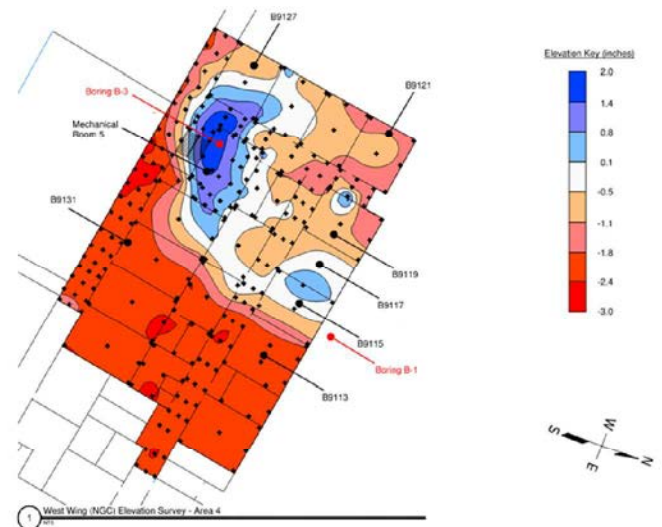 B9127
Elevation Key (inches)
2.0
B9121
Boring B-3
1.4
Mechanical
Room 5
0.8
0.1
-0.5
B9131
-1.1
B9119
-1.8
B9117
-2.4
-3.0
B9115
Boring B-1
B9113
W
S
N
E
1
West Wing (NGC) Elevation Survey - Area 4
NTS